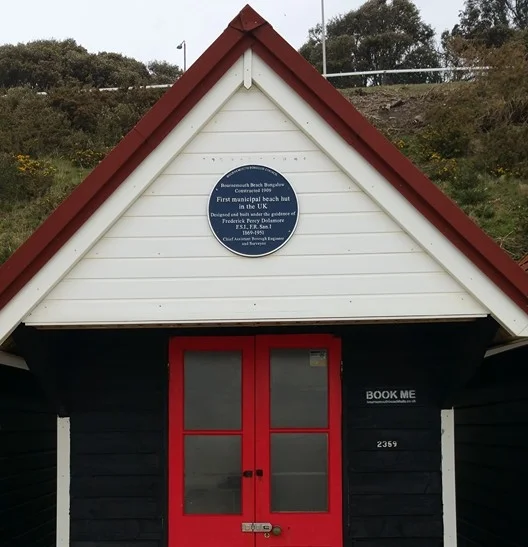 Bournemouth Beach Bungalow
Constructed 1909
First municipal beach hut
in the UK
Designed and built under the guidance of
Frederick Percy Dolamore
F.S.I., F.R. San.I
1869-1951
Chief Assistant Borough Engineer
and Surveyor
BOOK ME
2359